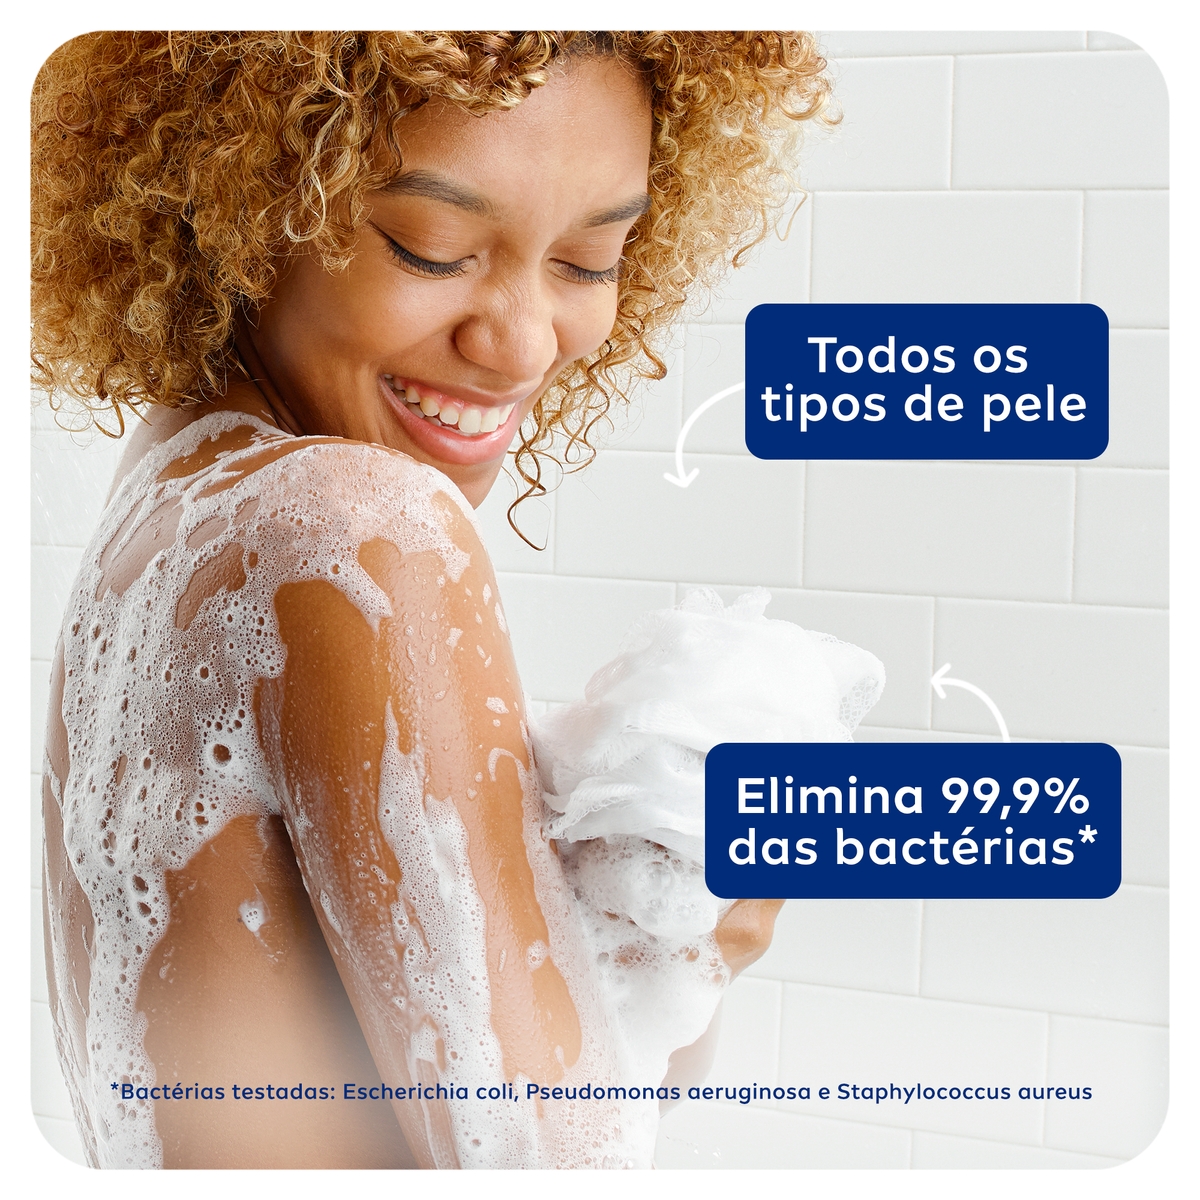 Todos os
tipos de pele
Elimina 99,9%
das bactérias*
*Bactérias testadas: Escherichia coli, Pseudomonas aeruginosa e Staphylococcus aureus